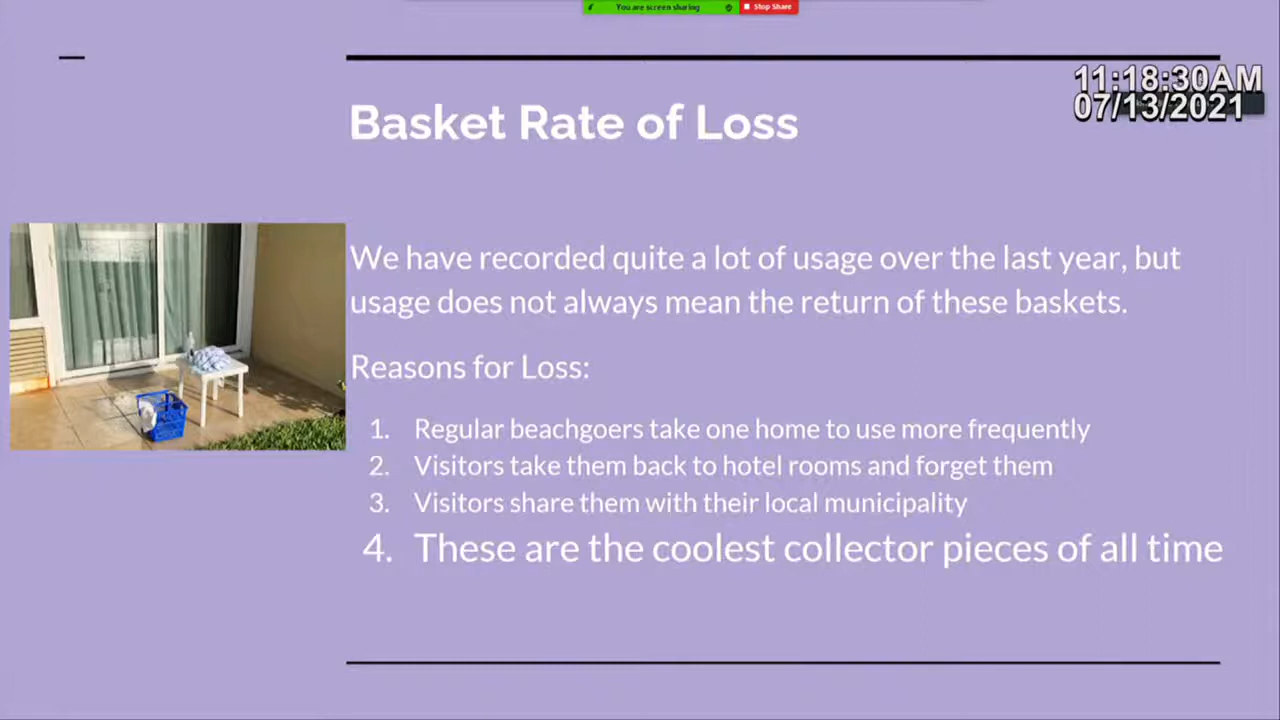 You are screen sharing
Stop Share
11:18:30AM
07/13/2021
Basket Rate of Loss
We have recorded quite a lot of usage over the last year, but
usage does not always mean the return of these baskets.
Reasons for Loss:
1. Regular beachgoers take one home to use more frequently
2. Visitors take them back to hotel rooms and forget them
3. Visitors share them with their local municipality
4. These are the coolest collector pieces of all time